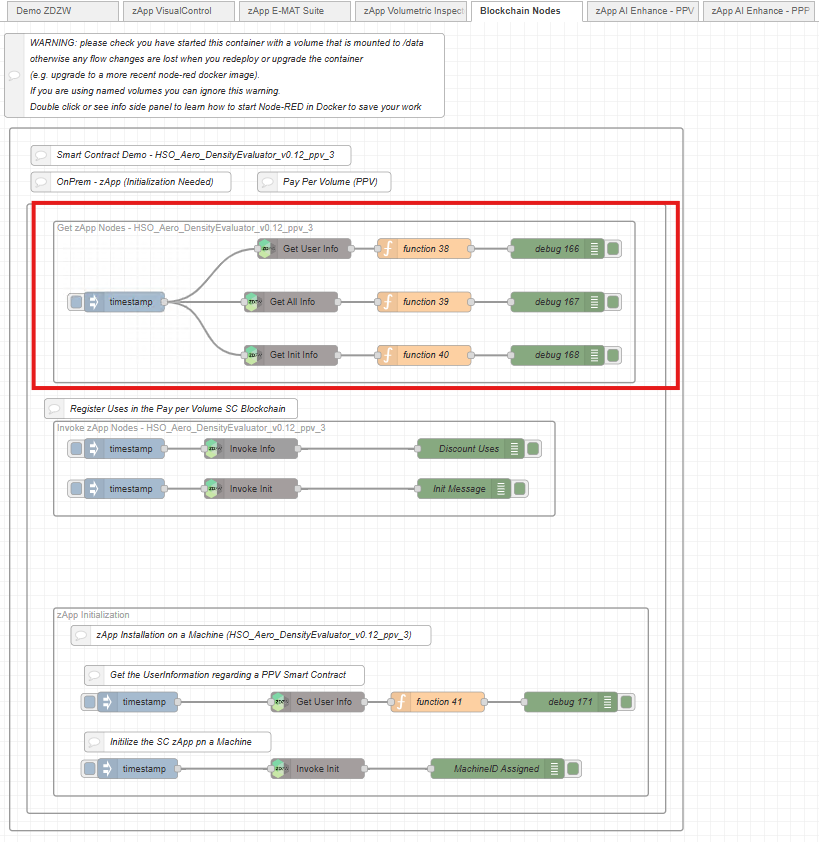 Demo ZDZW
zApp VisualControl
zApp E-MAT Suite
zApp Volumetric Inspect
Blockchain Nodes
zApp AI Enhance - PPV
zApp AI Enhance - PPP
WARNING: please check you have started this container with a volume that is mounted to /data
otherwise any flow changes are lost when you redeploy or upgrade the container
(e.g. upgrade to a more recent node-red docker image).
If you are using named volumes you can ignore this warning.
Double click or see info side panel to learn how to start Node-RED in Docker to save your work
Smart Contract Demo - HSO_Aero_DensityEvaluator_v0.12_ppv_3
OnPrem - zApp (Initialization Needed)
Pay Per Volume (PPV)
Get zApp Nodes - HSO_Aero_DensityEvaluator_v0.12_ppv_3
Get User Info
function 38
debug 166
timestamp
Get All Info
function 39
debug 167
Get Init Info
function 40
debug 168
Register Uses in the Pay per Volume SC Blockchain
Invoke zApp Nodes - HSO_Aero_DensityEvaluator_v0.12_ppv_3
timestamp
Invoke Info
Discount Uses
timestamp
Invoke Init
Init Message
zApp Initialization
zApp Installation on a Machine (HSO_Aero_DensityEvaluator_v0.12_ppv_3)
Get the UserInformation regarding a PPV Smart Contract
timestamp
Get User Info
function 41
debug 171
Initilize the SC zApp pn a Machine
timestamp
Invoke Init
MachineID Assigned